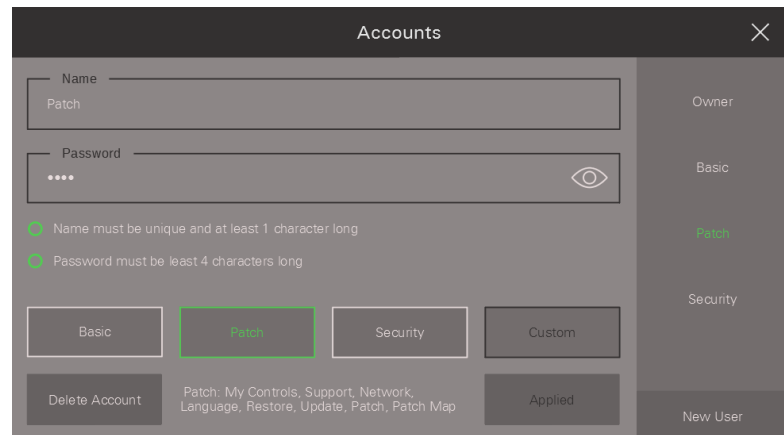 Accounts
Name
Patch
Password
••••
Name must be unique and at least 1 character long
Password must be least 4 characters long
Basic
Patch
Security
Custom
Delete Account
Patch: My Controls, Support, Network,
Language, Restore, Update, Patch, Patch Map
Applied
Owner
Basic
Patch
Security
New User